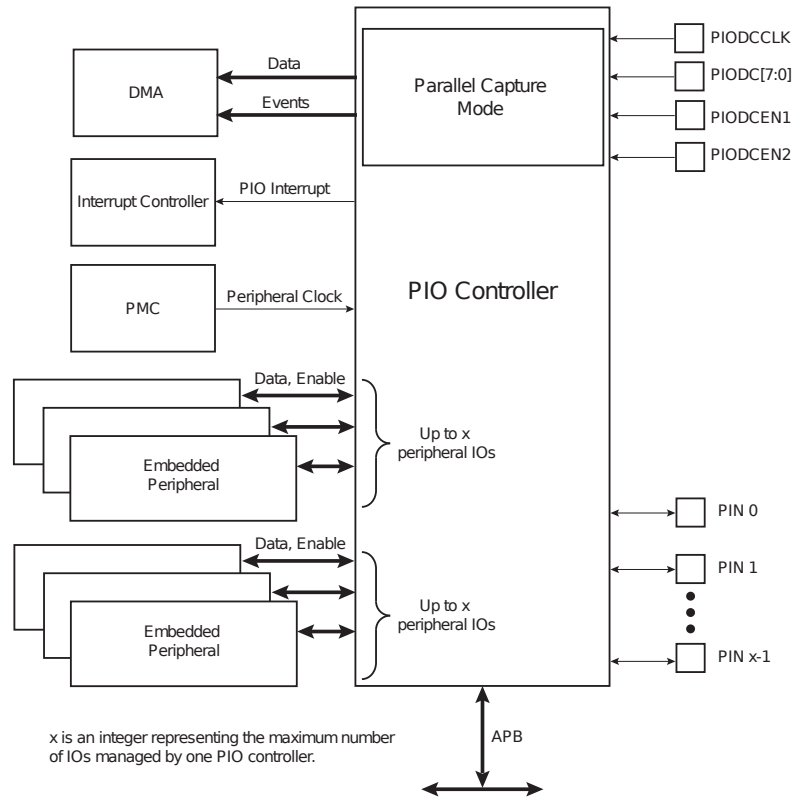 PIODCCLK
Data
DMA
Parallel Capture
Mode
PIODC[7:0]
Events
PIODCEN1
PIODCEN2
PIO Interrupt
Interrupt Controller
PIO Controller
Peripheral Clock
PMC
Data, Enable
Up to x
peripheral IOs
Embedded
Peripheral
PIN 0
Data, Enable
PIN 1
Up to x
peripheral IOs
Embedded
Peripheral
PIN x-1
x is an integer representing the maximum number
of IOs managed by one PIO controller.
APB